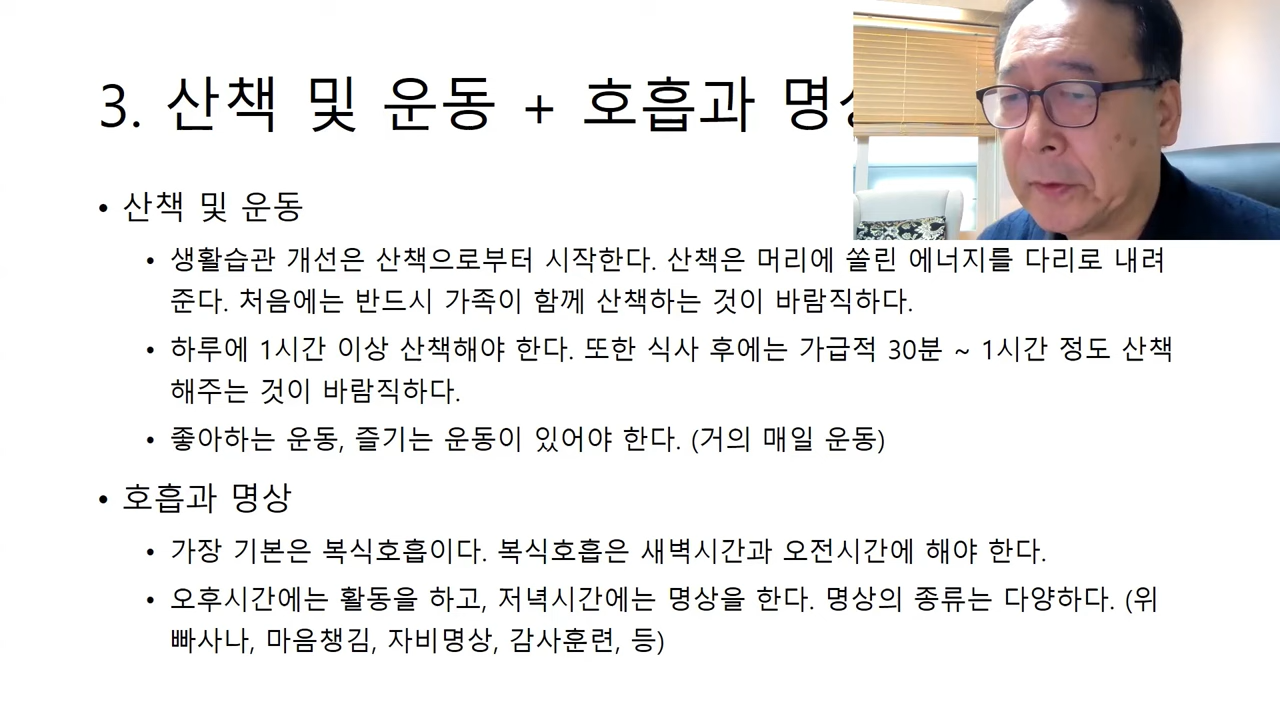 3. 산책 및 운동 + 호흡과 명상
• 산책 및 운동
• 생활습관 개선은 산책으로부터 시작한다. 산책은 머리에 쏠린 에너지를 다리로 내려
준다. 처음에는 반드시 가족이 함께 산책하는 것이 바람직하다.
• 하루에 1시간 이상 산책해야 한다. 또한 식사 후에는 가급적 30분 ~ 1시간 정도 산책
해주는 것이 바람직하다.
• 좋아하는 운동, 즐기는 운동이 있어야 한다. (거의 매일 운동)
• 호흡과 명상
• 가장 기본은 복식호흡이다. 복식호흡은 새벽시간과 오전시간에 해야 한다.
• 오후시간에는 활동을 하고, 저녁시간에는 명상을 한다. 명상의 종류는 다양하다. (위
빠사나, 마음챙김, 자비명상, 감사훈련, 등)